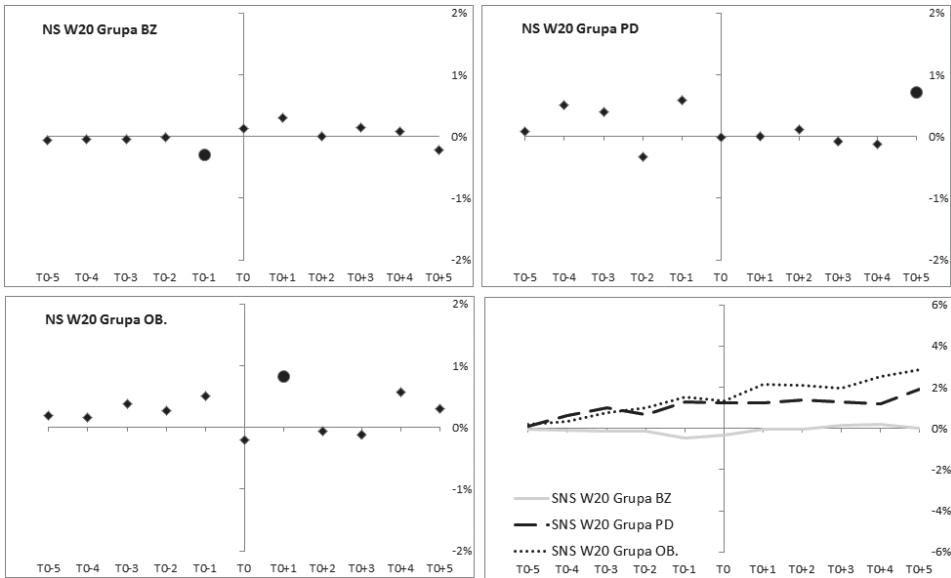 NS W20 Grupa BZ
2%
1%
0%
-1%
-2%
T0-5 T0-4 T0-3 T0-2 T0-1 T0 T0+1 T0+2 T0+3 T0+4 T0+5
NS W20 Grupa PD
2%
1%
0%
-1%
-2%
T0-5 T0-4 T0-3 T0-2 T0-1 T0 T0+1 T0+2 T0+3 T0+4 T0+5
NS W20 Grupa OB.
2%
1%
0%
-1%
-2%
T0-5 T0-4 T0-3 T0-2 T0-1 T0 T0+1 T0+2 T0+3 T0+4 T0+5
6%
4%
2%
0%
-2%
-4%
-6%
SNS W20 Grupa BZ
SNS W20 Grupa PD
SNS W20 Grupa OB.
T0-5 T0-4 T0-3 T0-2 T0-1 T0 T0+1 T0+2 T0+3 T0+4 T0+5